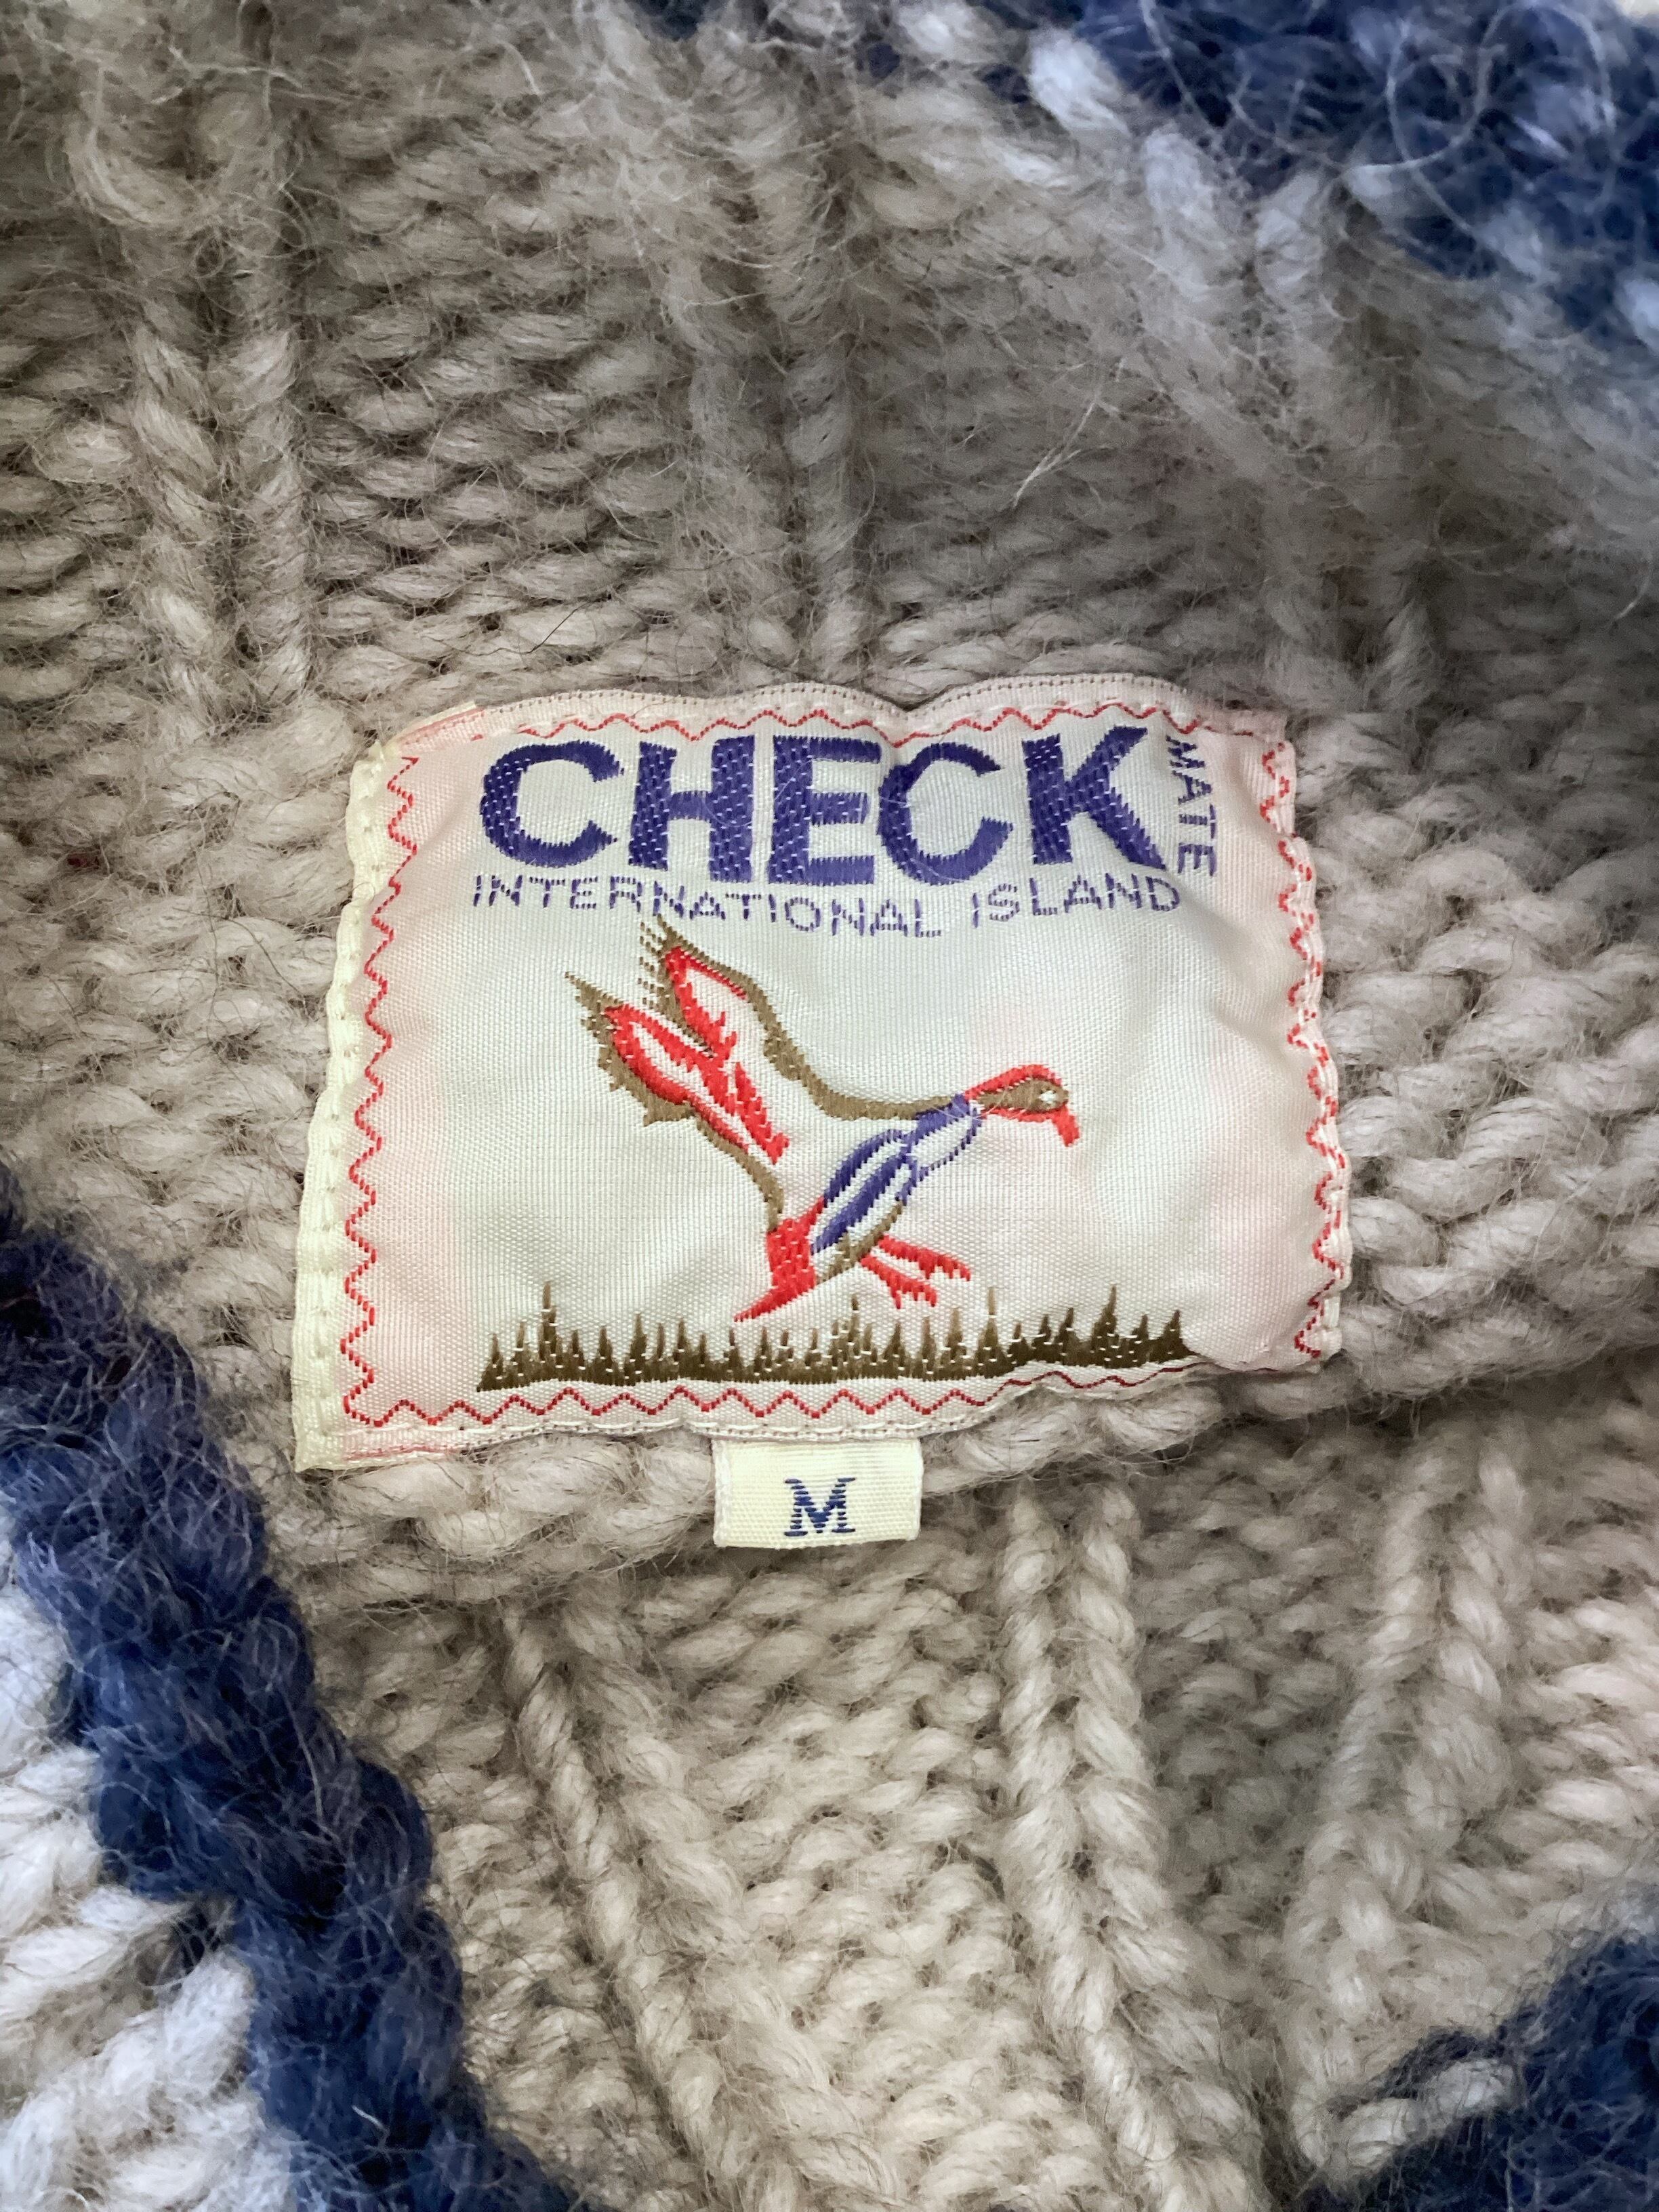 CHECK
MATE
INTERNATIONAL ISLAND
M